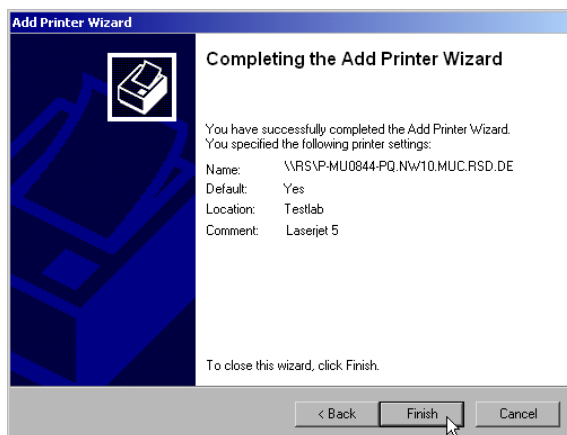 Add Printer Wizard
Completing the Add Printer Wizard
You have successfully completed the Add Printer Wizard.
You specified the following printer settings:
Name: \\RS\P-MU0844-PQ.NW10.MUC.RSD.DE
Default: Yes
Location: Testlab
Comment: Laserjet 5
To close this wizard, click Finish.
< Back Finish Cancel